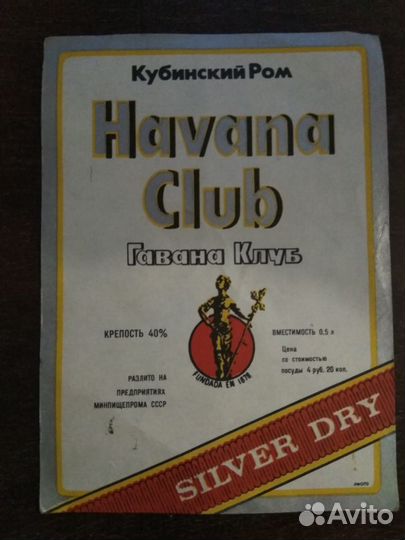 Кубинский Ром
Havana
Club
Гавана Клуб
КРЕПОСТЬ 40%
ВМЕСТИМОСТЬ 0,5 л
Цена
со стоимостью
посуды 4 руб. 20 коп.
РАЗЛИТО НА
ПРЕДПРИЯТИЯХ
МИНПИЩЕПРОМА СССР
FUNDADA EN 1878
SILVER DRY
Avito